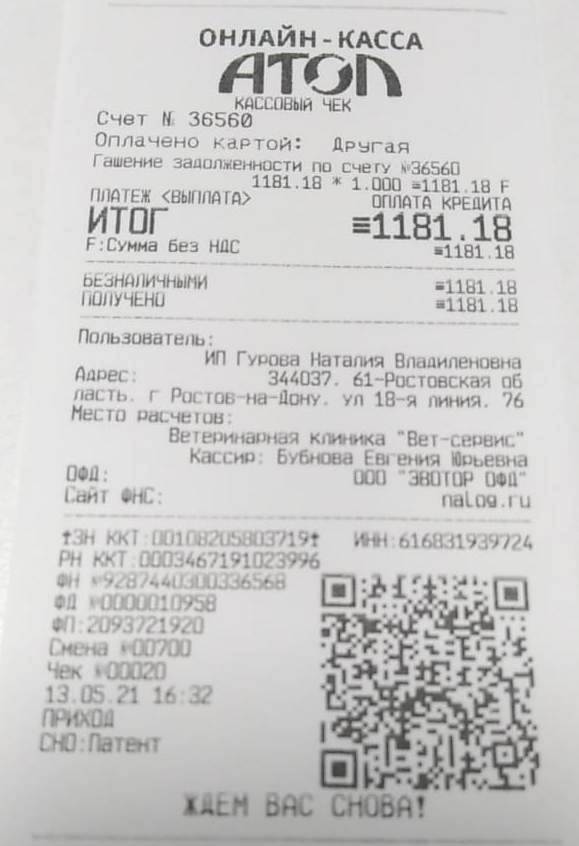 ОНЛАЙН-КАССА
АТОЛ
КАССОВЫЙ ЧЕК
Счет № 36560
Оплачено картой: Другая
Гашение задолженности по счету №36560
1181.18 * 1.000 ≡1181.18 F
ПЛАТЕЖ <ВЫПЛАТА> ОПЛАТА КРЕДИТА
ИТОГ ≡1181.18
F:Сумма без НДС ≡1181.18
БЕЗНАЛИЧНЫМИ ≡1181.18
ПОЛУЧЕНО ≡1181.18
Пользователь:
ИП Гурова Наталия Владиленовна
Адрес: 344037. 61-Ростовская об
ласть. г Ростов-на-Дону. ул 18-я линия. 76
Место расчетов:
Ветеринарная клиника "Вет-сервис"
Кассир: Бубнова Евгения Юрьевна
ОФД: ООО "ЭВОТОР ОФД"
Сайт ФНС: nalog.ru
↑ЗН ККТ:00108205803719↑ ИНН:616831939724
РН ККТ:0003467191023996
ФН №9287440300336568
ФД №0000010958
ФП:2093721920
Смена №00700
Чек №00020
13.05.21 16:32
ПРИХОД
СНО:Патент
ЖДЕМ ВАС СНОВА!